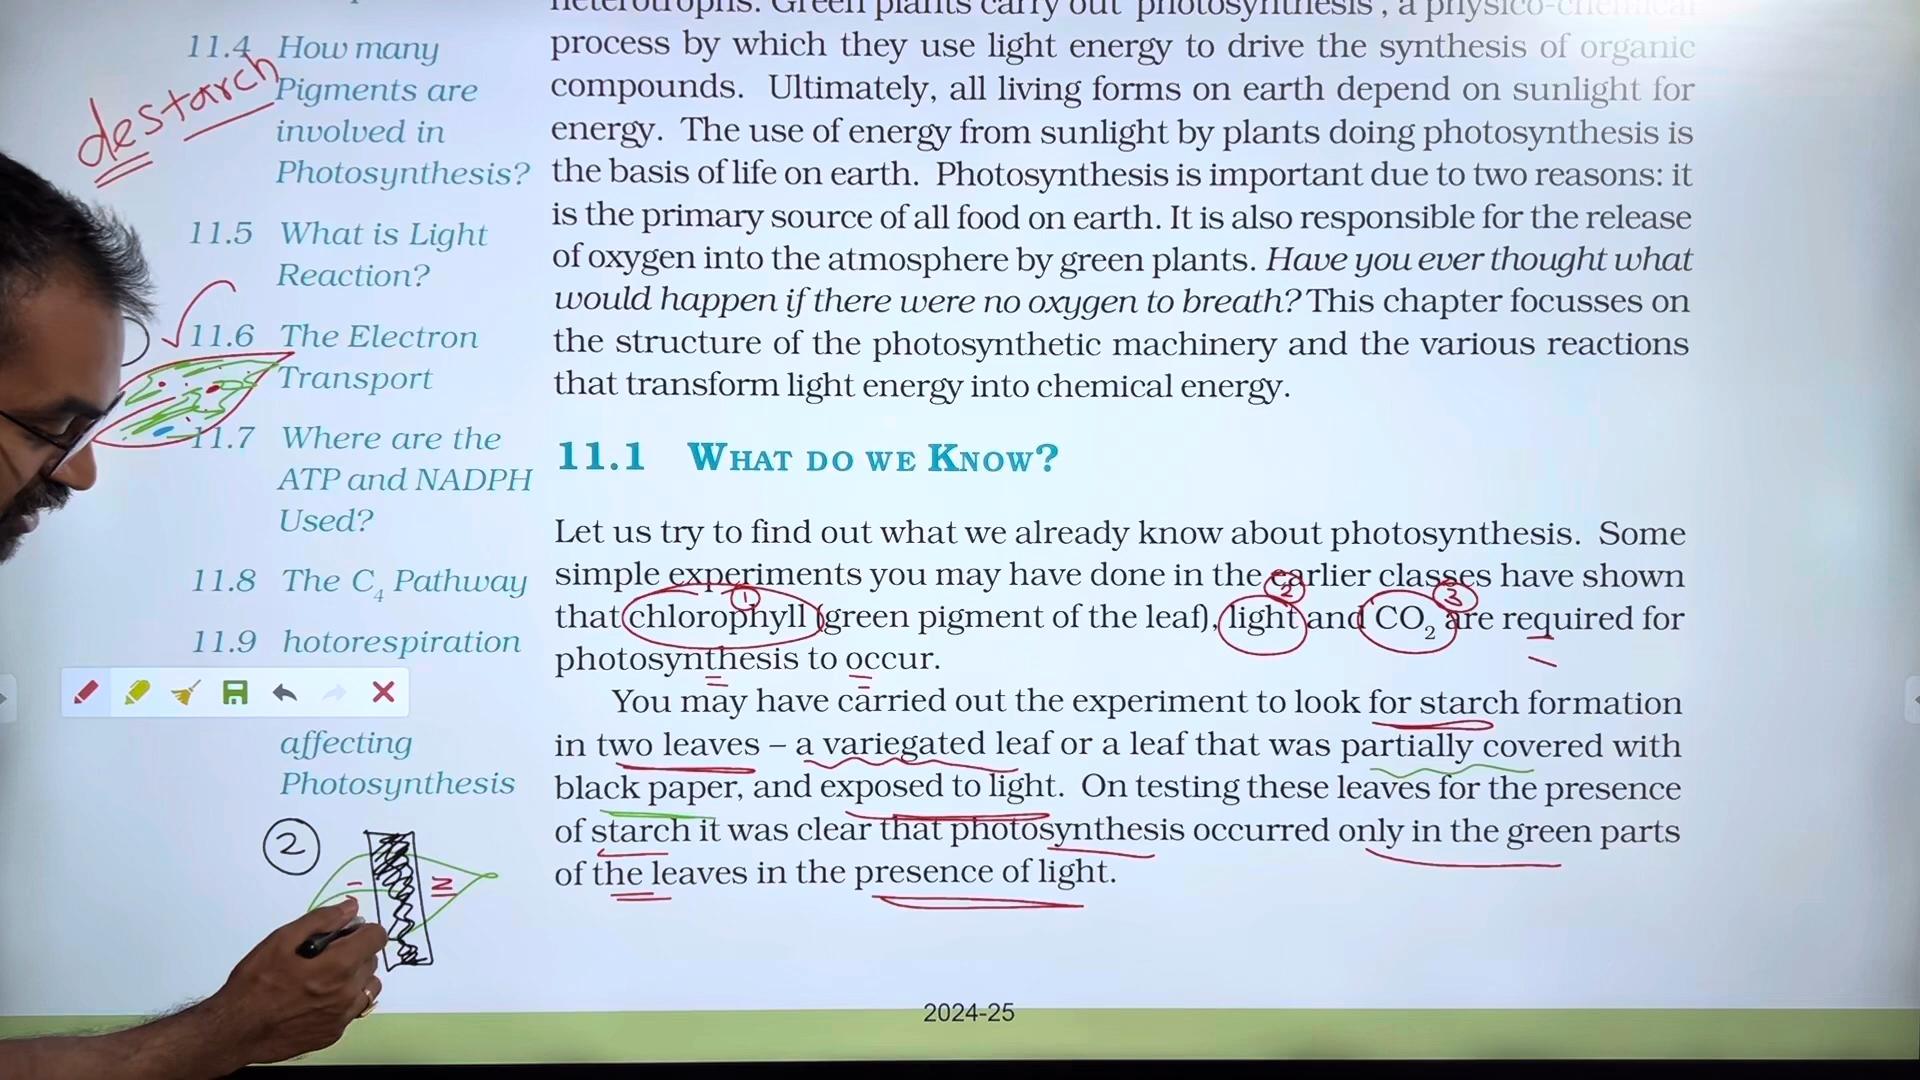 heterotrophs. Green plants carry out 'photosynthesis', a physico-chemical
process by which they use light energy to drive the synthesis of organic
compounds. Ultimately, all living forms on earth depend on sunlight for
energy. The use of energy from sunlight by plants doing photosynthesis is
the basis of life on earth. Photosynthesis is important due to two reasons: it
is the primary source of all food on earth. It is also responsible for the release
of oxygen into the atmosphere by green plants. Have you ever thought what
would happen if there were no oxygen to breath? This chapter focusses on
the structure of the photosynthetic machinery and the various reactions
that transform light energy into chemical energy.
11.4 How many
Pigments are
involved in
Photosynthesis?
destarch
11.5 What is Light
Reaction?
11.6 The Electron
Transport
11.7 Where are the
ATP and NADPH
Used?
11.8 The C4 Pathway
11.9 hotorespiration
affecting
Photosynthesis
2
11.1 WHAT DO WE KNOW?
Let us try to find out what we already know about photosynthesis. Some
simple experiments you may have done in the earlier classes have shown
1 2 3
that chlorophyll (green pigment of the leaf), light and CO2 are required for
photosynthesis to occur.
You may have carried out the experiment to look for starch formation
in two leaves – a variegated leaf or a leaf that was partially covered with
black paper, and exposed to light. On testing these leaves for the presence
of starch it was clear that photosynthesis occurred only in the green parts
of the leaves in the presence of light.
2024-25